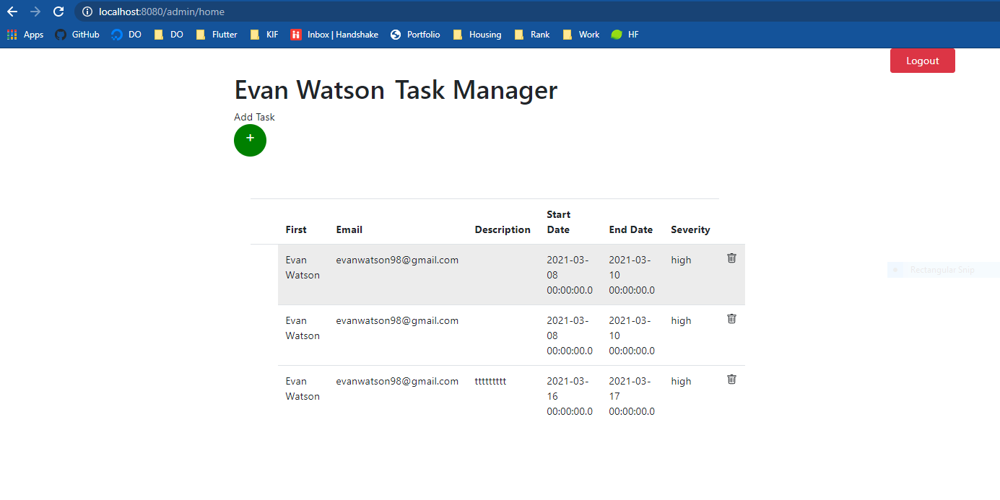 localhost:8080/admin/home
Apps GitHub DO DO Flutter KIF Inbox | Handshake Portfolio Housing Rank Work HF
Logout
Evan Watson Task Manager
Add Task
+
First Email Description Start Date End Date Severity
Evan Watson evanwatson98@gmail.com 2021-03-08 00:00:00.0 2021-03-10 00:00:00.0 high
Evan Watson evanwatson98@gmail.com 2021-03-08 00:00:00.0 2021-03-10 00:00:00.0 high
Evan Watson evanwatson98@gmail.com ttttttttt 2021-03-16 00:00:00.0 2021-03-17 00:00:00.0 high
Rectangular Snip